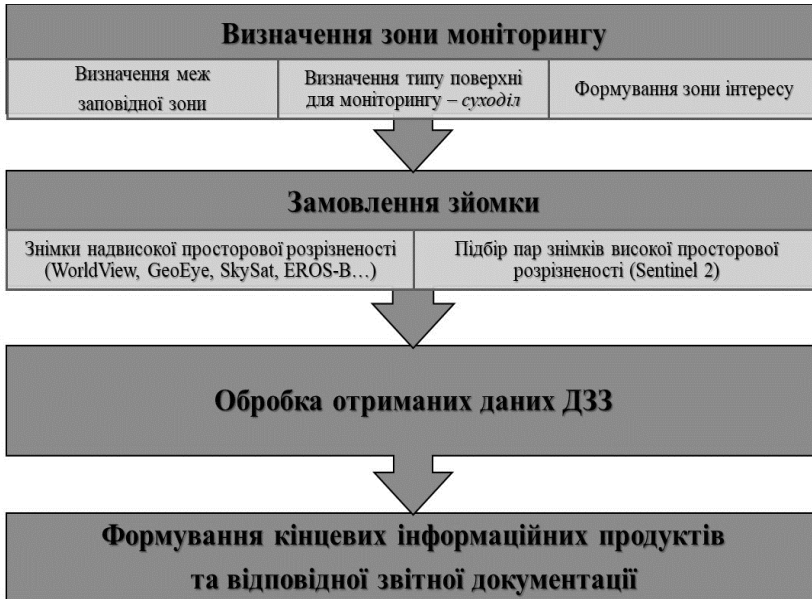 Визначення зони моніторингу
Визначення меж
заповідної зони
Визначення типу поверхні
для моніторингу – суходіл
Формування зони інтересу
Замовлення зйомки
Знімки надвисокої просторової розрізненості
(WorldView, GeoEye, SkySat, EROS-B…)
Підбір пар знімків високої просторової
розрізненості (Sentinel 2)
Обробка отриманих даних ДЗЗ
Формування кінцевих інформаційних продуктів
та відповідної звітної документації